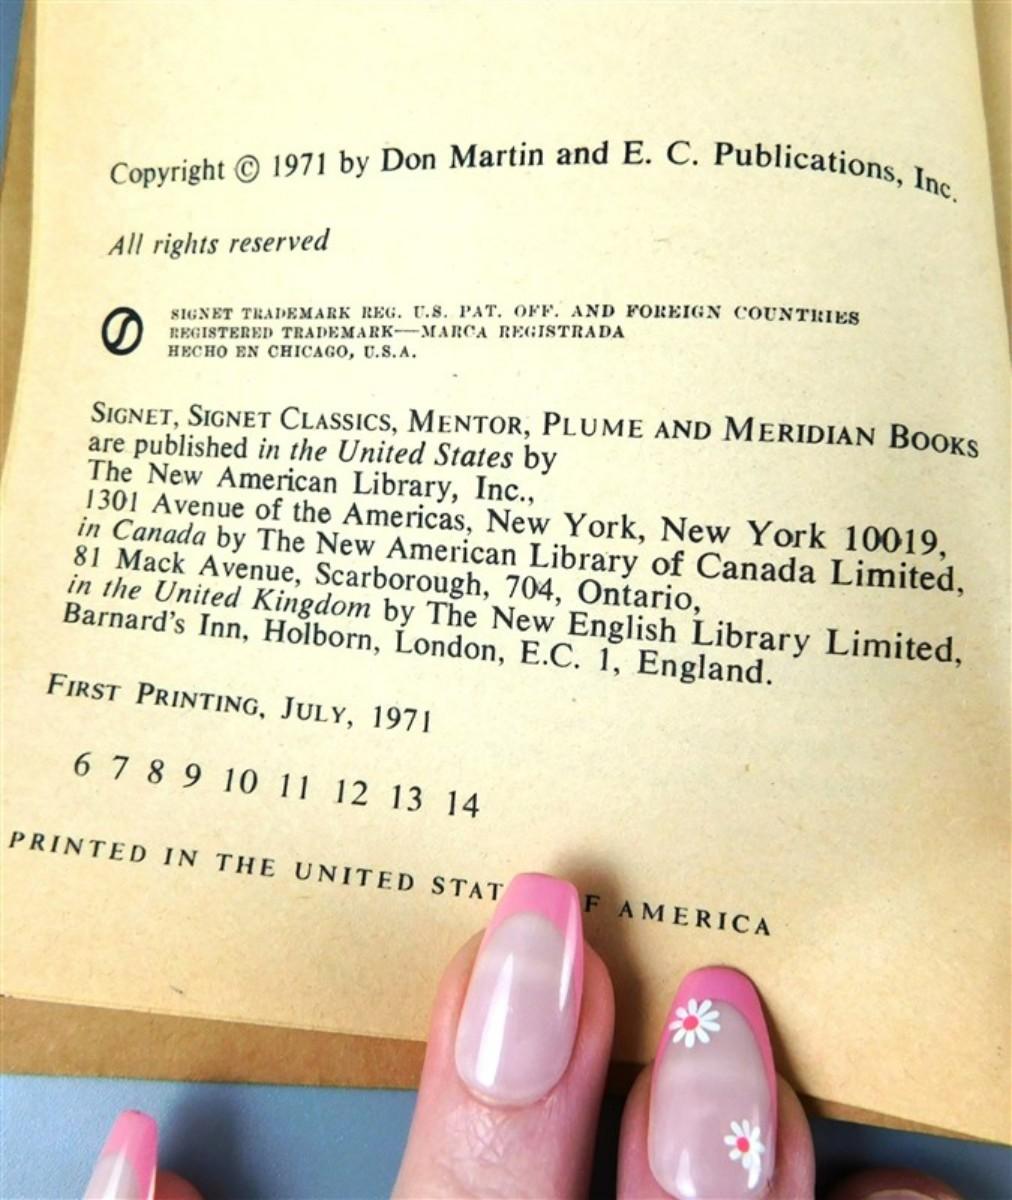 Copyright © 1971 by Don Martin and E. C. Publications, Inc.
All rights reserved
SIGNET TRADEMARK REG. U.S. PAT. OFF. AND FOREIGN COUNTRIES
REGISTERED TRADEMARK—MARCA REGISTRADA
HECHO EN CHICAGO, U.S.A.
SIGNET, SIGNET CLASSICS, MENTOR, PLUME AND MERIDIAN BOOKS
are published in the United States by
The New American Library, Inc.,
1301 Avenue of the Americas, New York, New York 10019,
in Canada by The New American Library of Canada Limited,
81 Mack Avenue, Scarborough, 704, Ontario,
in the United Kingdom by The New English Library Limited,
Barnard's Inn, Holborn, London, E.C. 1, England.
FIRST PRINTING, JULY, 1971
6 7 8 9 10 11 12 13 14
PRINTED IN THE UNITED STAT F AMERICA